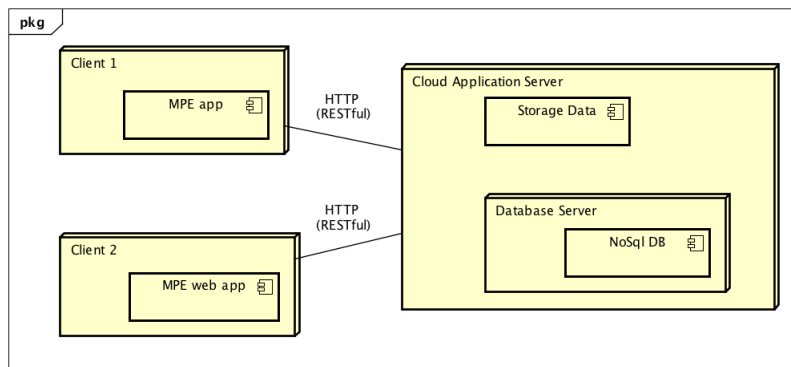 pkg
Client 1
MPE app
HTTP
(RESTful)
Cloud Application Server
Storage Data
Client 2
MPE web app
HTTP
(RESTful)
Database Server
NoSql DB